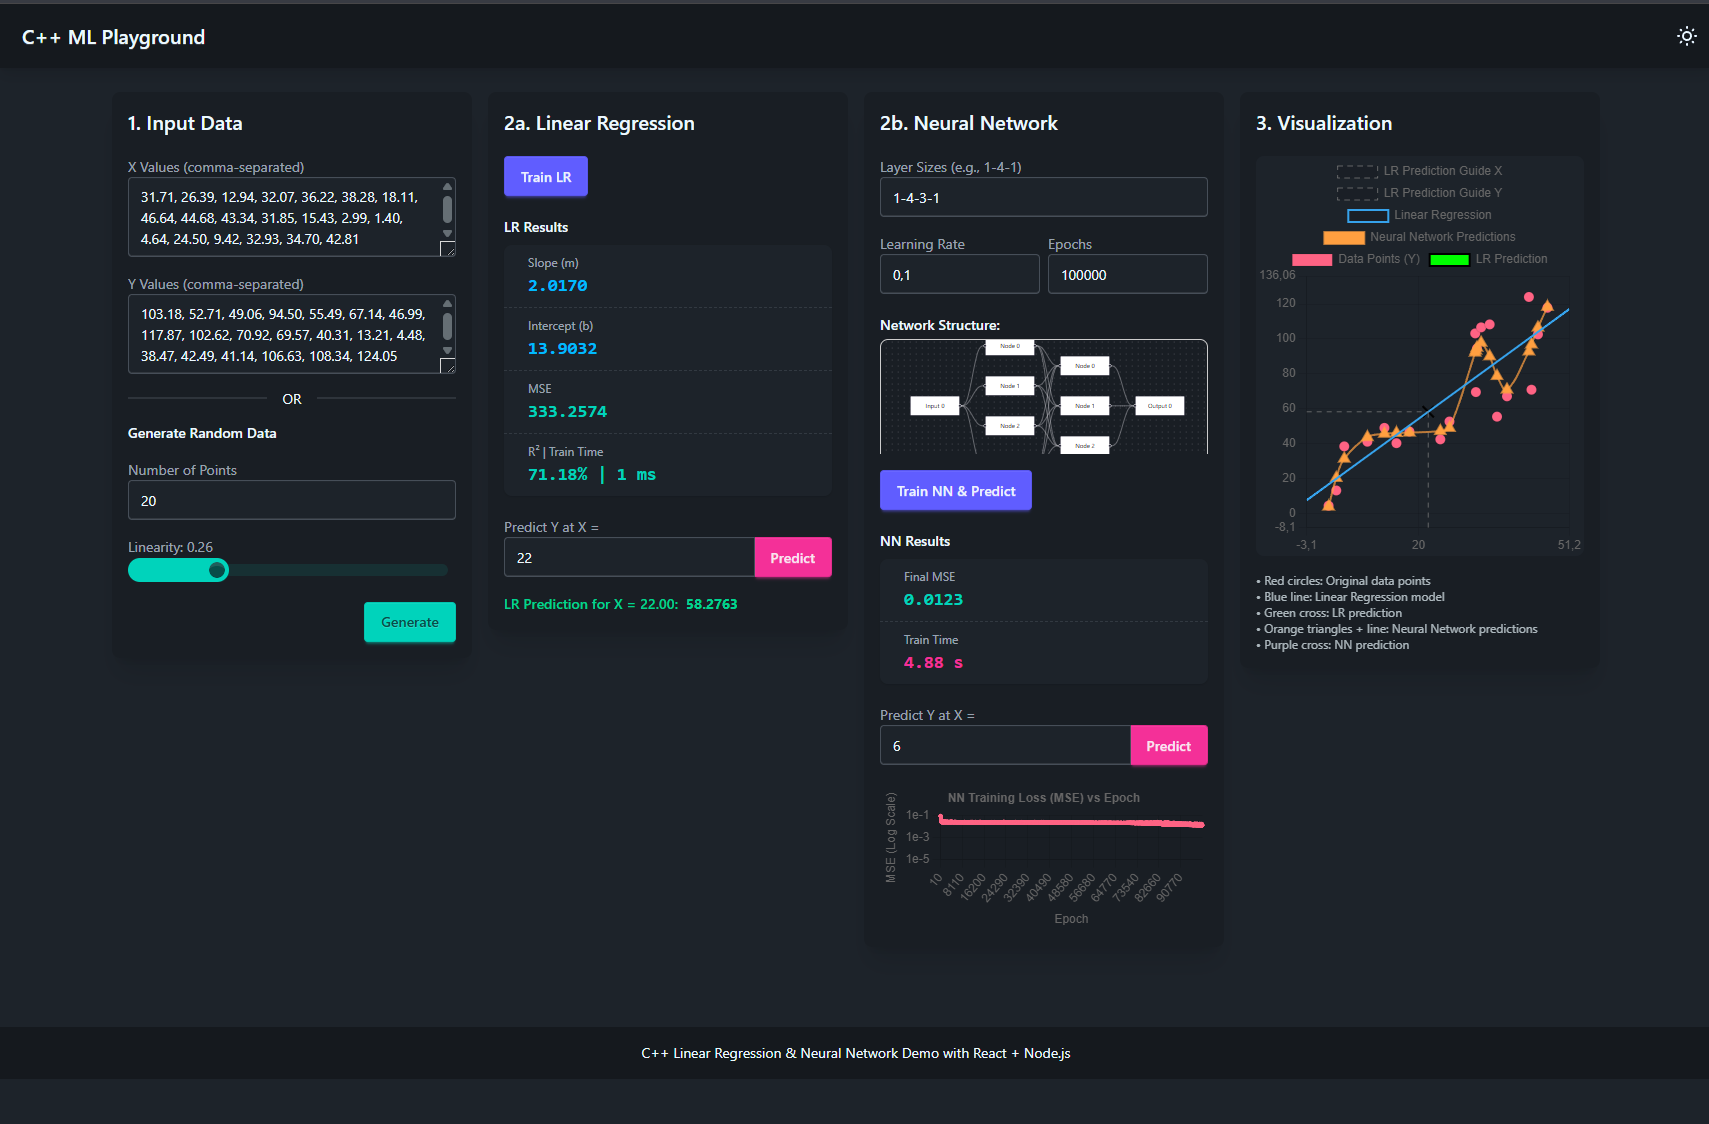 C++ ML Playground
1. Input Data
X Values (comma-separated)
31.71, 26.39, 12.94, 32.07, 36.22, 38.28, 18.11,
46.64, 44.68, 43.34, 31.85, 15.43, 2.99, 1.40,
4.64, 24.50, 9.42, 32.93, 34.70, 42.81
Y Values (comma-separated)
103.18, 52.71, 49.06, 94.50, 55.49, 67.14, 46.99,
117.87, 102.62, 70.92, 69.57, 40.31, 13.21, 4.48,
38.47, 42.49, 41.14, 106.63, 108.34, 124.05
OR
Generate Random Data
Number of Points
20
Linearity: 0.26
Generate
2a. Linear Regression
Train LR
LR Results
Slope (m)
2.0170
Intercept (b)
13.9032
MSE
333.2574
R² | Train Time
71.18% | 1 ms
Predict Y at X =
22
Predict
LR Prediction for X = 22.00: 58.2763
2b. Neural Network
Layer Sizes (e.g., 1-4-1)
1-4-3-1
Learning Rate
Epochs
0,1
100000
Network Structure:
Node 0
Node 0
Node 1
Input 0
Node 1
Output 0
Node 2
Node 2
Train NN & Predict
NN Results
Final MSE
0.0123
Train Time
4.88 s
Predict Y at X =
6
Predict
NN Training Loss (MSE) vs Epoch
MSE (Log Scale)
1e-1
1e-3
1e-5
10
8110
16200
24290
32390
40490
48580
56680
64770
73540
82660
90770
Epoch
3. Visualization
LR Prediction Guide X
LR Prediction Guide Y
Linear Regression
Neural Network Predictions
Data Points (Y)
LR Prediction
136,06
120
100
80
60
40
20
0
-8,1
-3,1
20
51,2
• Red circles: Original data points
• Blue line: Linear Regression model
• Green cross: LR prediction
• Orange triangles + line: Neural Network predictions
• Purple cross: NN prediction
C++ Linear Regression & Neural Network Demo with React + Node.js